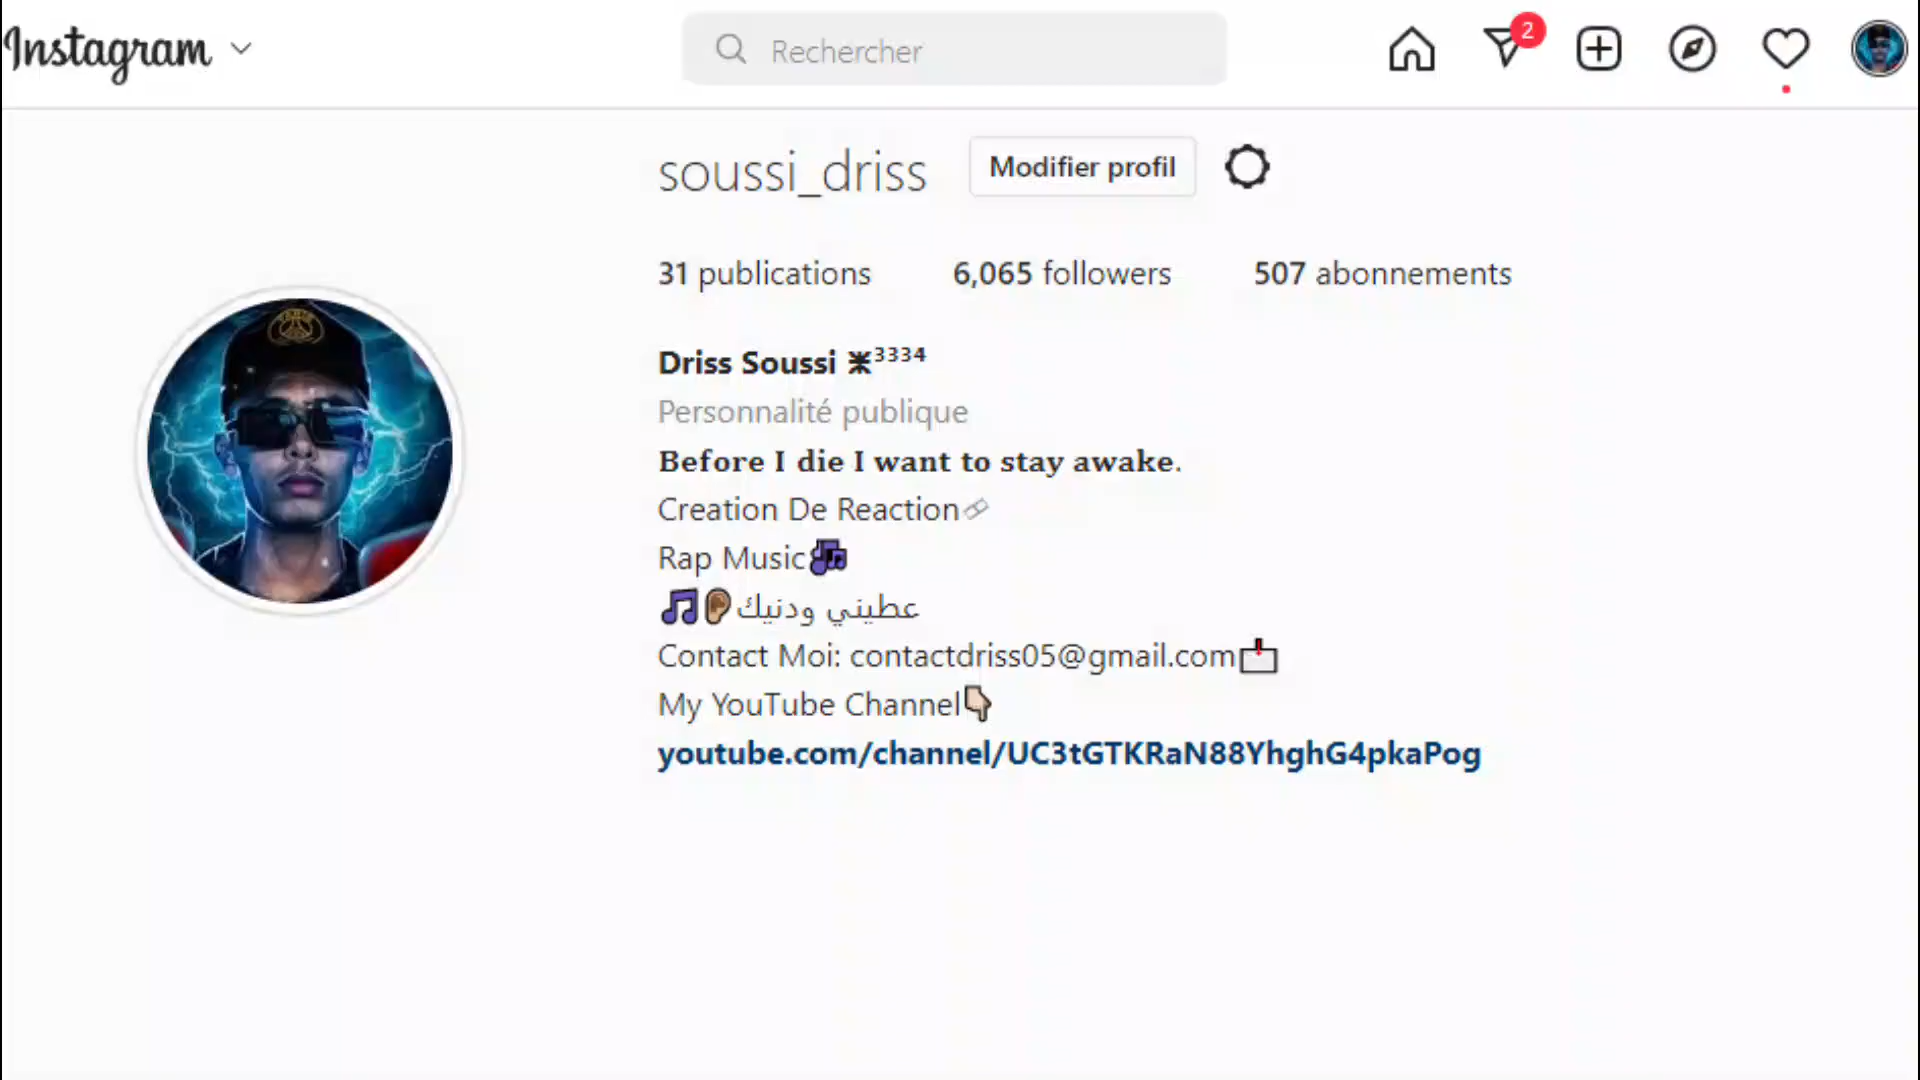 Instagram
Rechercher
2
soussi_driss
Modifier profil
31 publications
6,065 followers
507 abonnements
Driss Soussi ⵥ³³³⁴
Personnalité publique
Before I die I want to stay awake.
Creation De Reaction
Rap Music🎶
🎵👂🏽عطيني ودنيك
Contact Moi: contactdriss05@gmail.com📩
My YouTube Channel👇🏻
youtube.com/channel/UC3tGTKRaN88YhghG4pkaPog